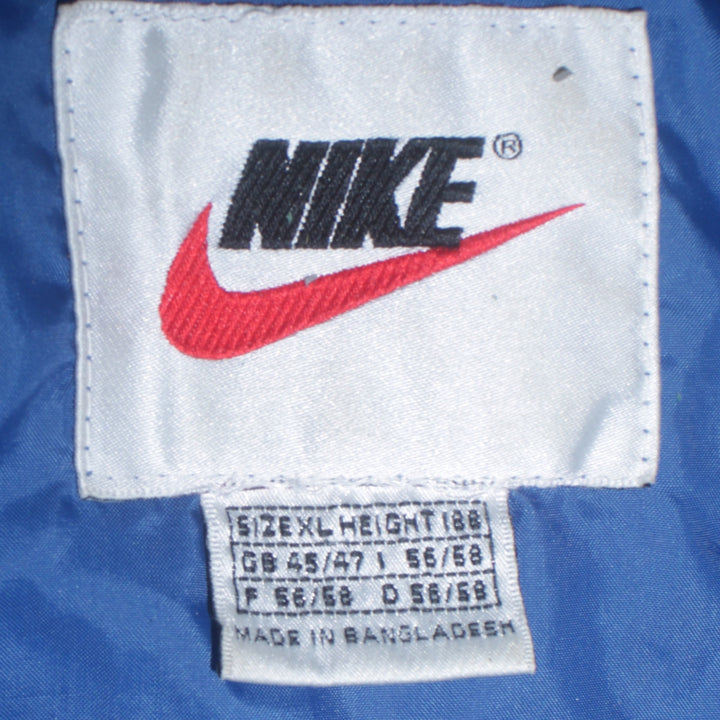 NIKE ®
SIZE XL HEIGHT 188
GB 45/47 I 56/58
F 56/58 D 56/58
MADE IN BANGLADESH